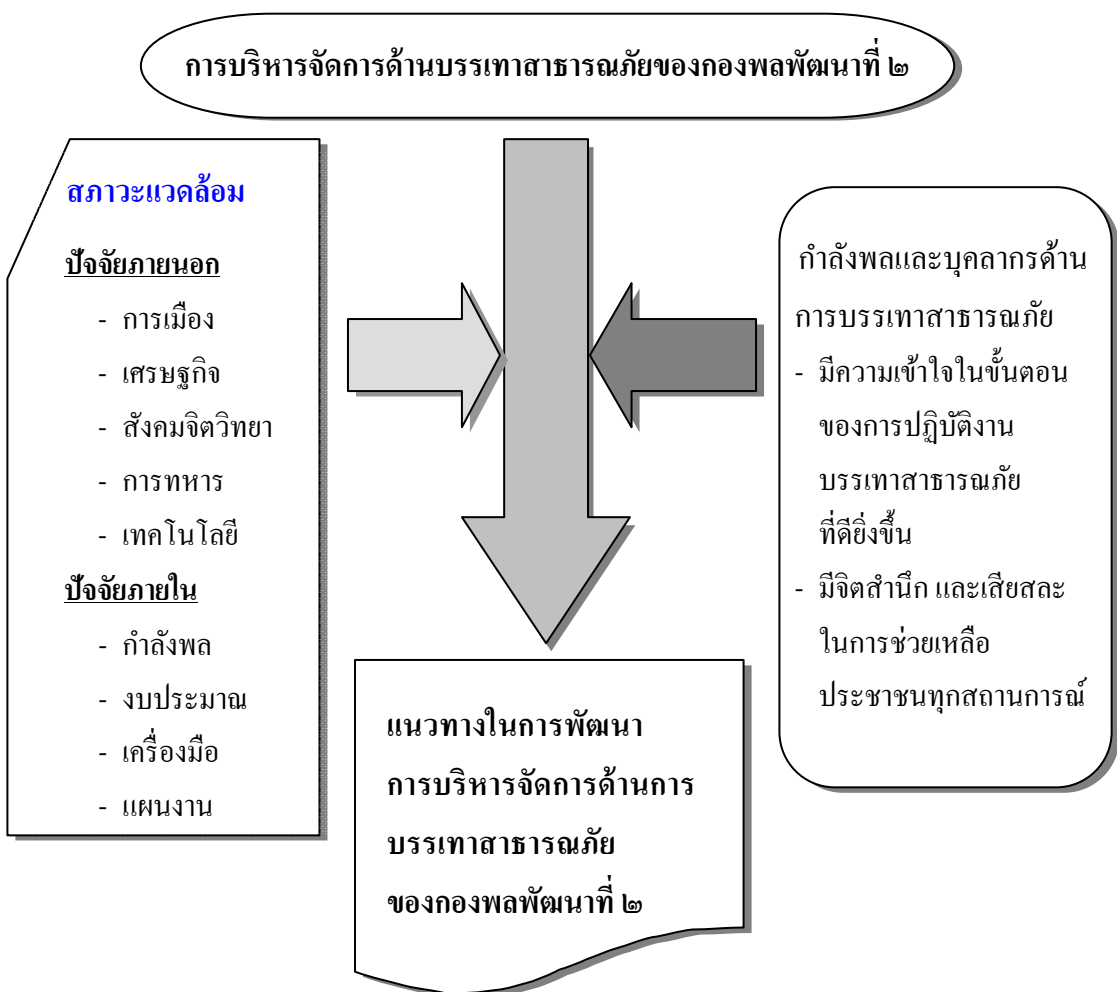 การบริหารจัดการด้านบรรเทาสาธารณภัยของกองพลพัฒนาที่ ๒
สภาวะแวดล้อม
ปัจจัยภายนอก
- การเมือง
- เศรษฐกิจ
- สังคมจิตวิทยา
- การทหาร
- เทคโนโลยี
ปัจจัยภายใน
- กำลังพล
- งบประมาณ
- เครื่องมือ
- แผนงาน
กำลังพลและบุคลากรด้าน
การบรรเทาสาธารณภัย
- มีความเข้าใจในขั้นตอน
ของการปฏิบัติงาน
บรรเทาสาธารณภัย
ที่ดียิ่งขึ้น
- มีจิตสำนึก และเสียสละ
ในการช่วยเหลือ
ประชาชนทุกสถานการณ์
แนวทางในการพัฒนา
การบริหารจัดการด้านการ
บรรเทาสาธารณภัย
ของกองพลพัฒนาที่ ๒